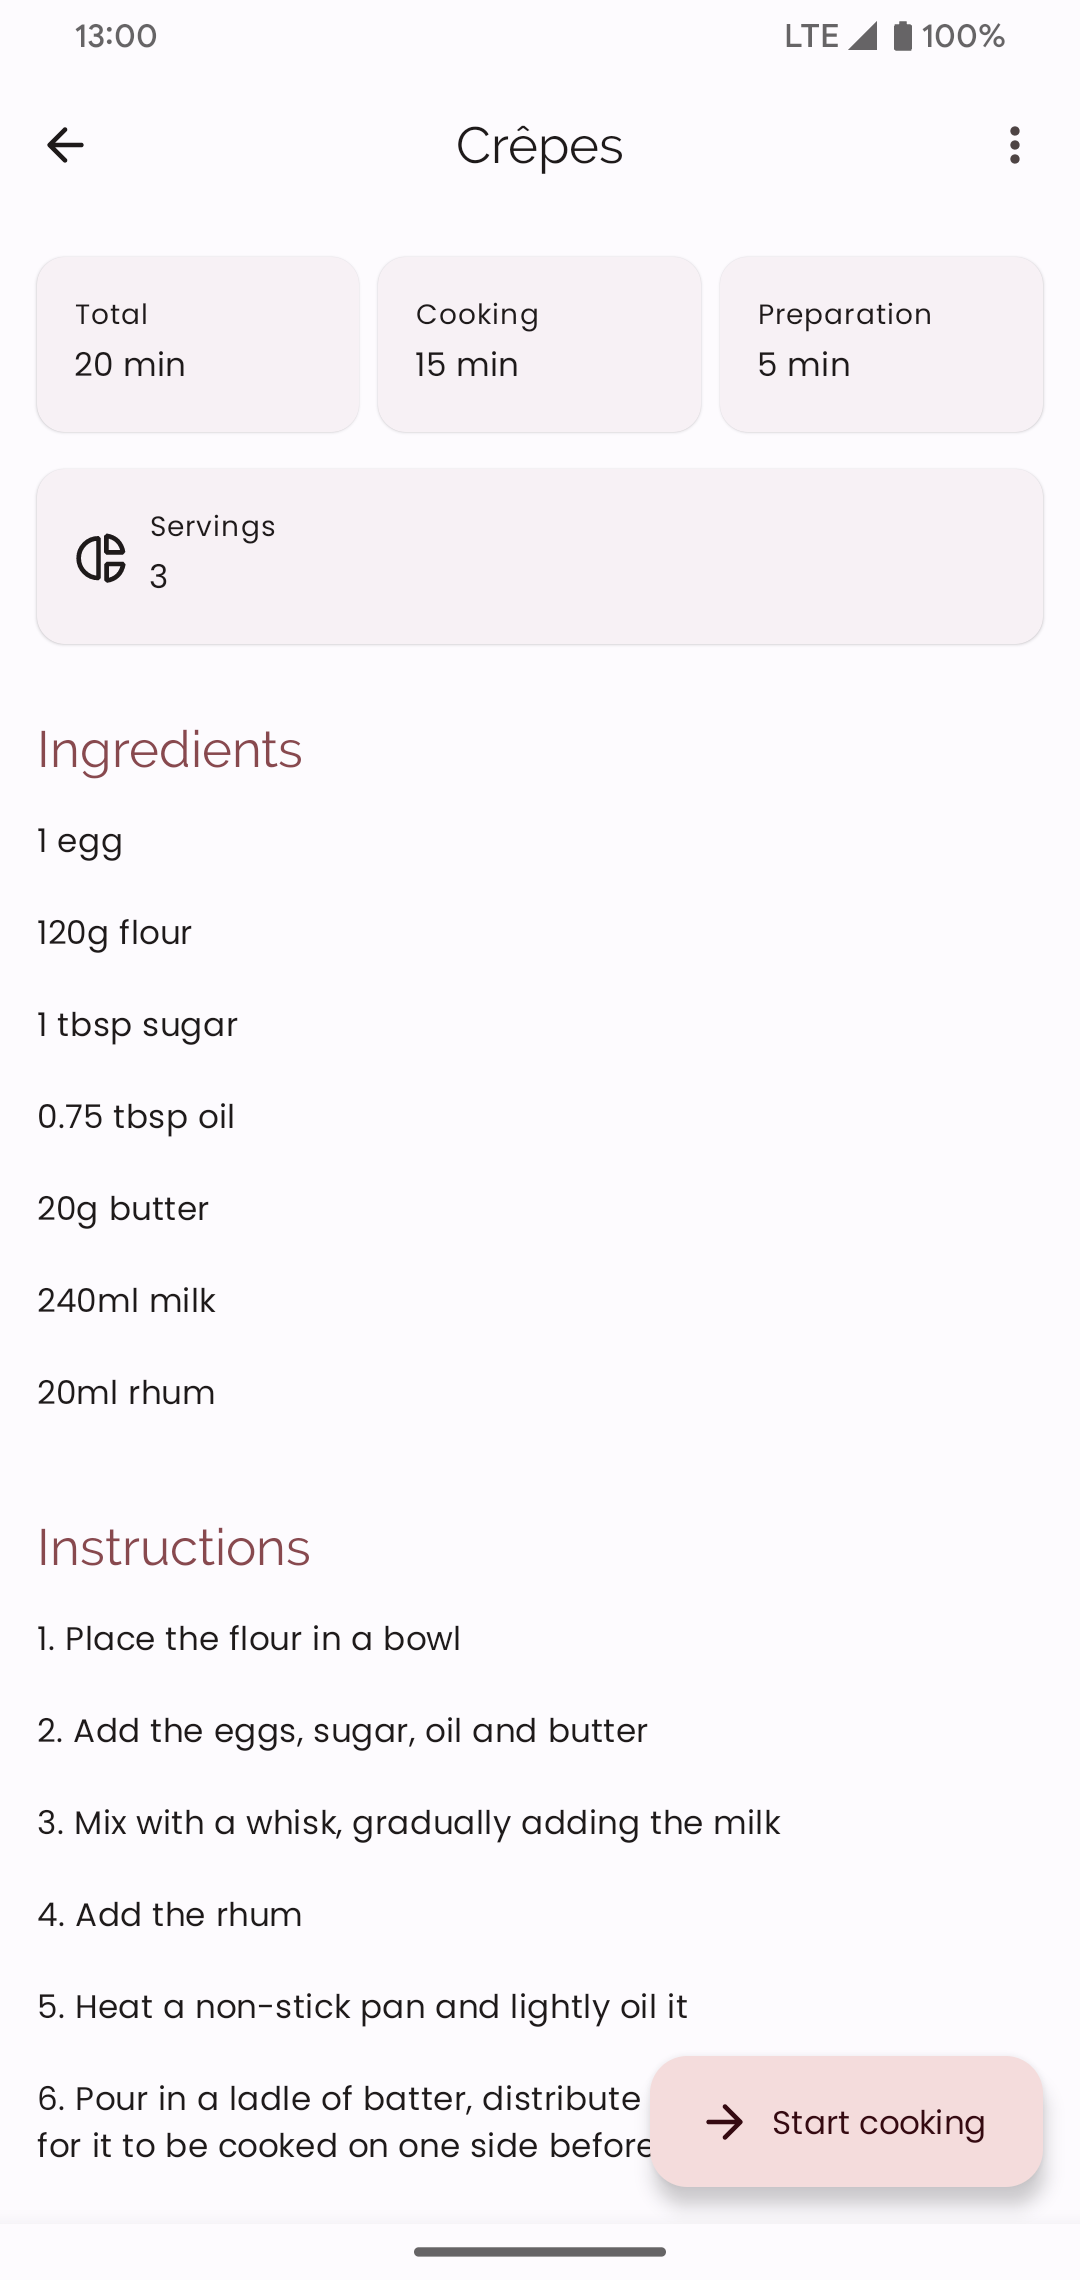 13:00
LTE 100%
Crêpes
Total
20 min
Cooking
15 min
Preparation
5 min
Servings
3
Ingredients
1 egg
120g flour
1 tbsp sugar
0.75 tbsp oil
20g butter
240ml milk
20ml rhum
Instructions
1. Place the flour in a bowl
2. Add the eggs, sugar, oil and butter
3. Mix with a whisk, gradually adding the milk
4. Add the rhum
5. Heat a non-stick pan and lightly oil it
6. Pour in a ladle of batter, distribute
for it to be cooked on one side before
Start cooking